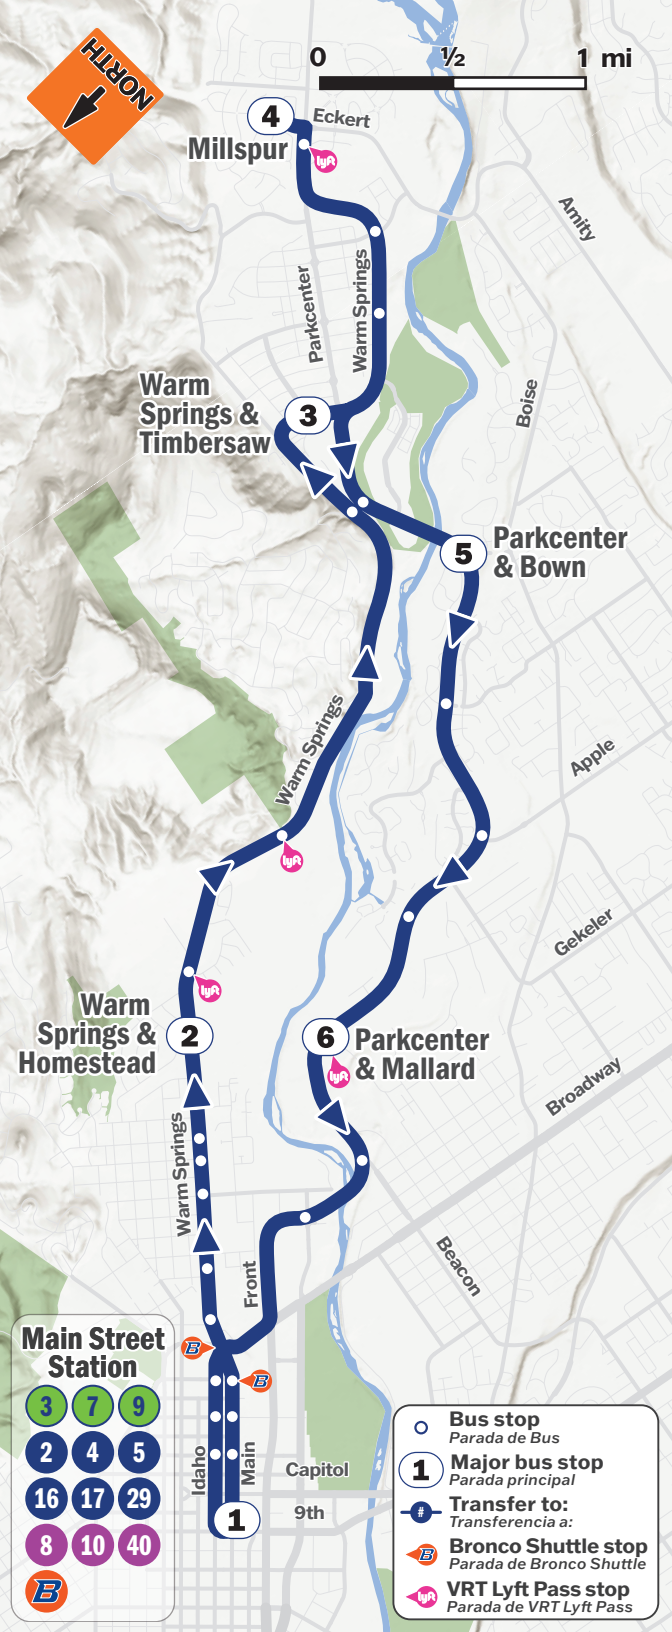 NORTH
0 ½ 1 mi
4
Eckert
Millspur
lyft
Amity
Parkcenter
Warm Springs
Boise
Warm
Springs &
Timbersaw
3
5
Parkcenter
& Bown
Warm Springs
Apple
lyft
Gekeler
lyft
Warm
Springs &
Homestead
2
6
Parkcenter
& Mallard
lyft
Broadway
Warm Springs
Beacon
Front
B
B
Idaho
Main
Capitol
9th
1
Main Street
Station
3 7 9
2 4 5
16 17 29
8 10 40
B
Bus stop
Parada de Bus
1 Major bus stop
Parada principal
# Transfer to:
Transferencia a:
B Bronco Shuttle stop
Parada de Bronco Shuttle
lyft VRT Lyft Pass stop
Parada de VRT Lyft Pass